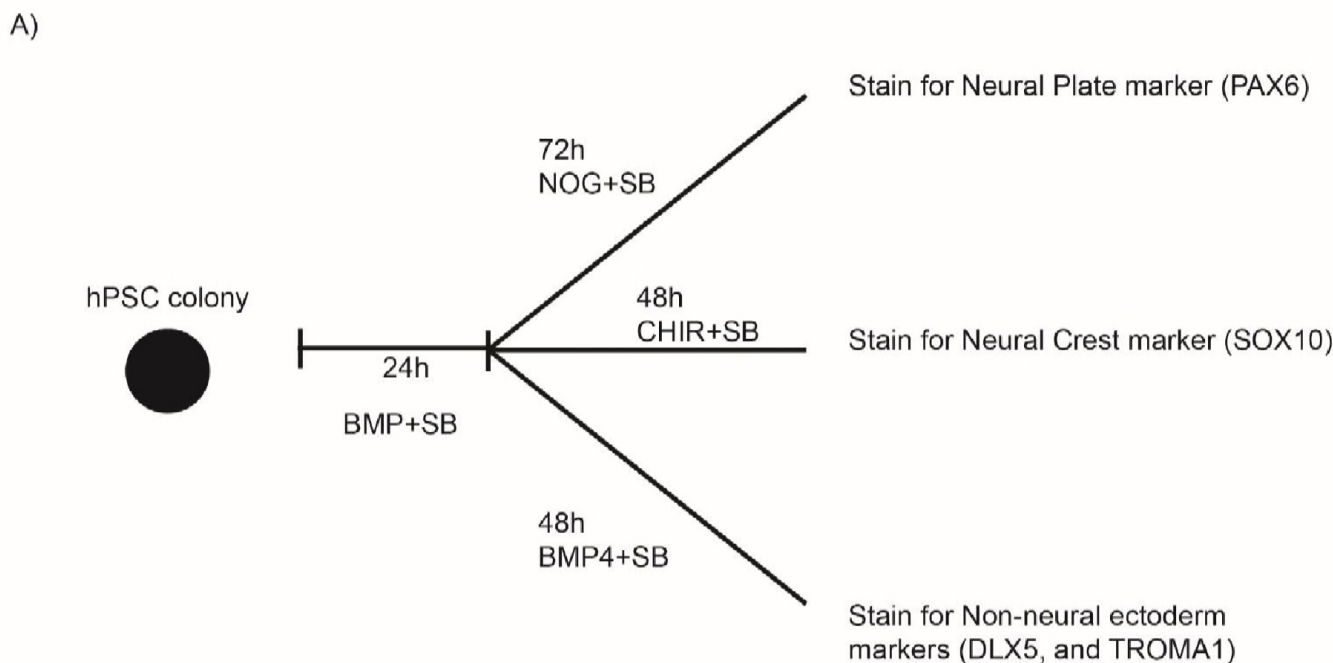 A)
Stain for Neural Plate marker (PAX6)
72h
NOG+SB
hPSC colony
48h
CHIR+SB
Stain for Neural Crest marker (SOX10)
24h
BMP+SB
48h
BMP4+SB
Stain for Non-neural ectoderm
markers (DLX5, and TROMA1)